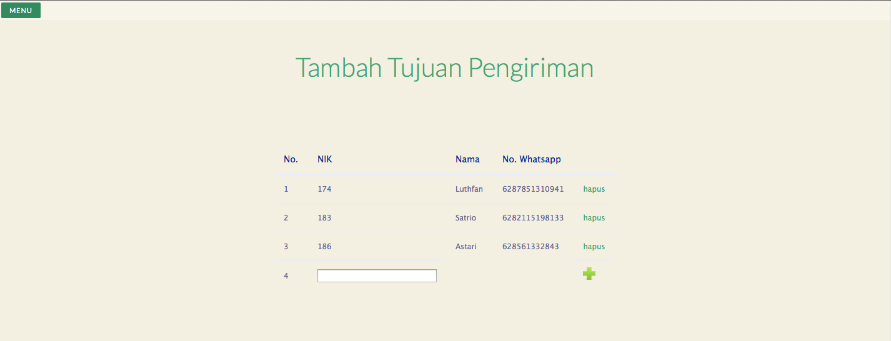 MENU
Tambah Tujuan Pengiriman
No. NIK Nama No. Whatsapp
1 174 Luthfan 6287851310941 hapus
2 183 Satrio 6282115198133 hapus
3 186 Astari 628561332843 hapus
4